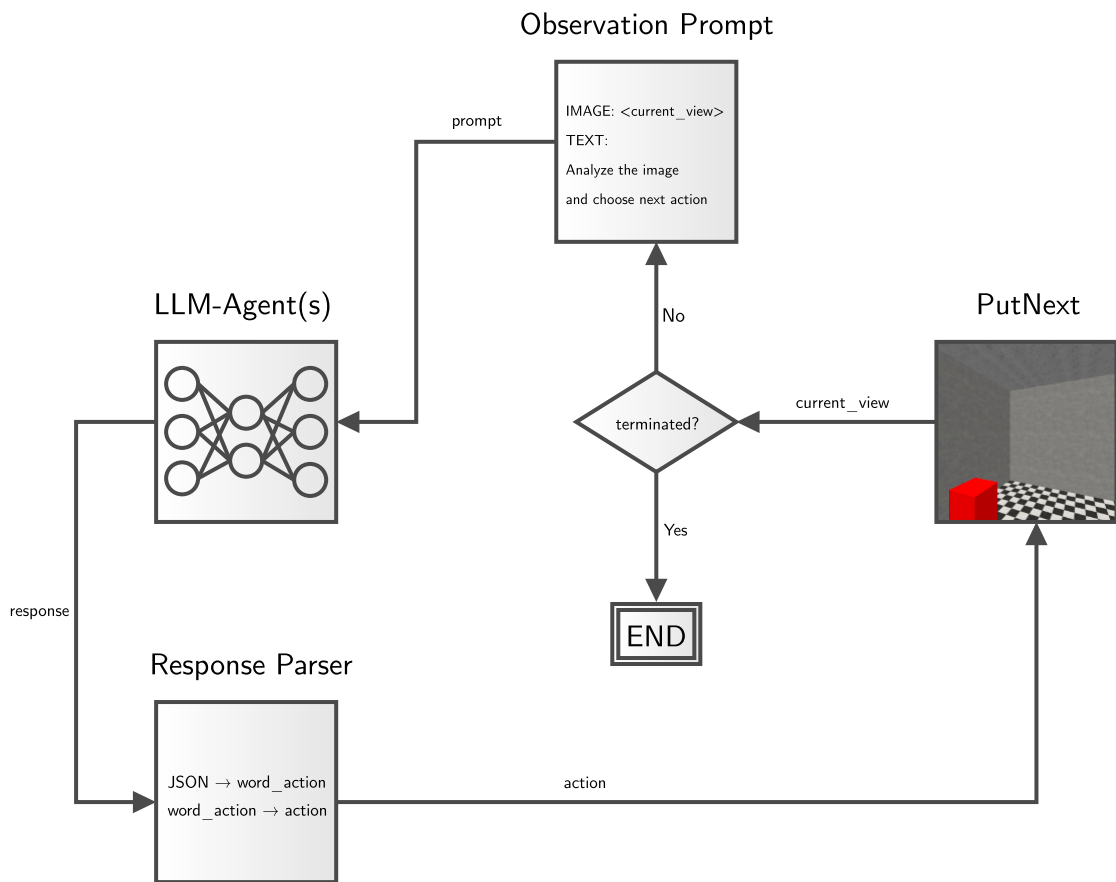 Observation Prompt
IMAGE: <current_view>
TEXT:
Analyze the image
and choose next action
prompt
LLM-Agent(s)
No
PutNext
terminated?
current_view
Yes
END
response
Response Parser
JSON → word_action
word_action → action
action